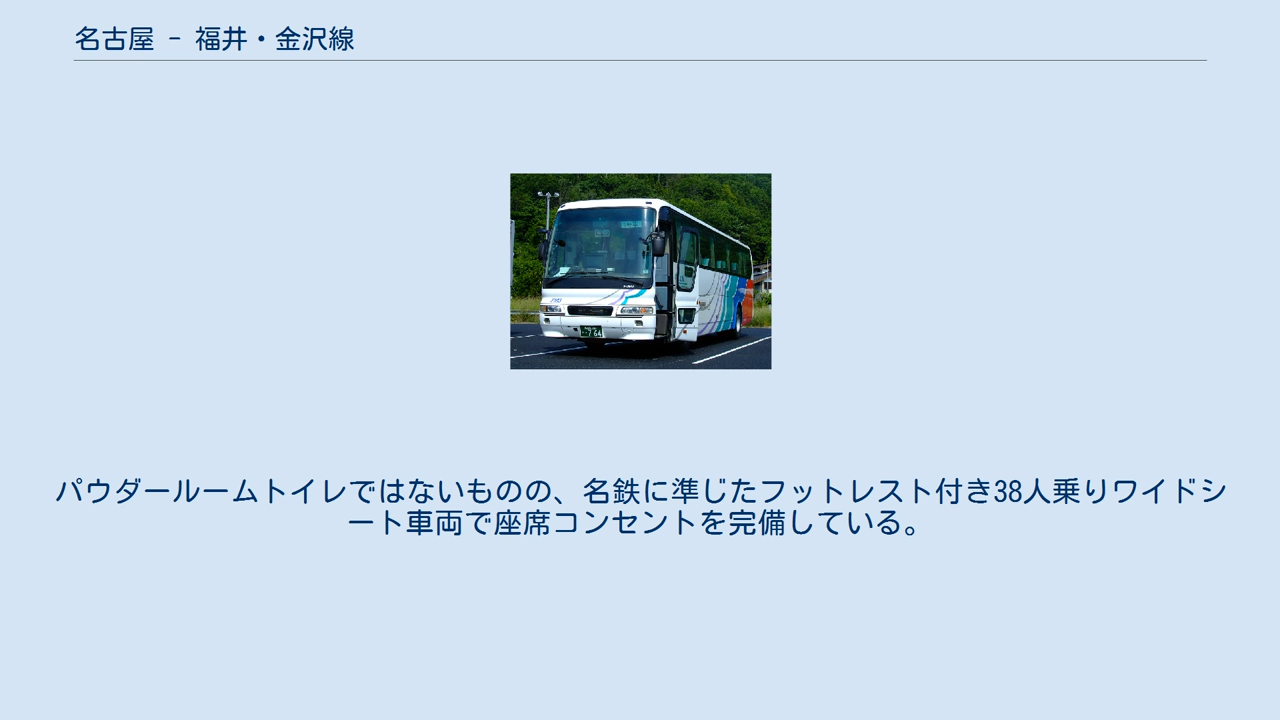 名古屋 － 福井・金沢線
パウダールームトイレではないものの、名鉄に準じたフットレスト付き38人乗りワイドシ
ート車両で座席コンセントを完備している。